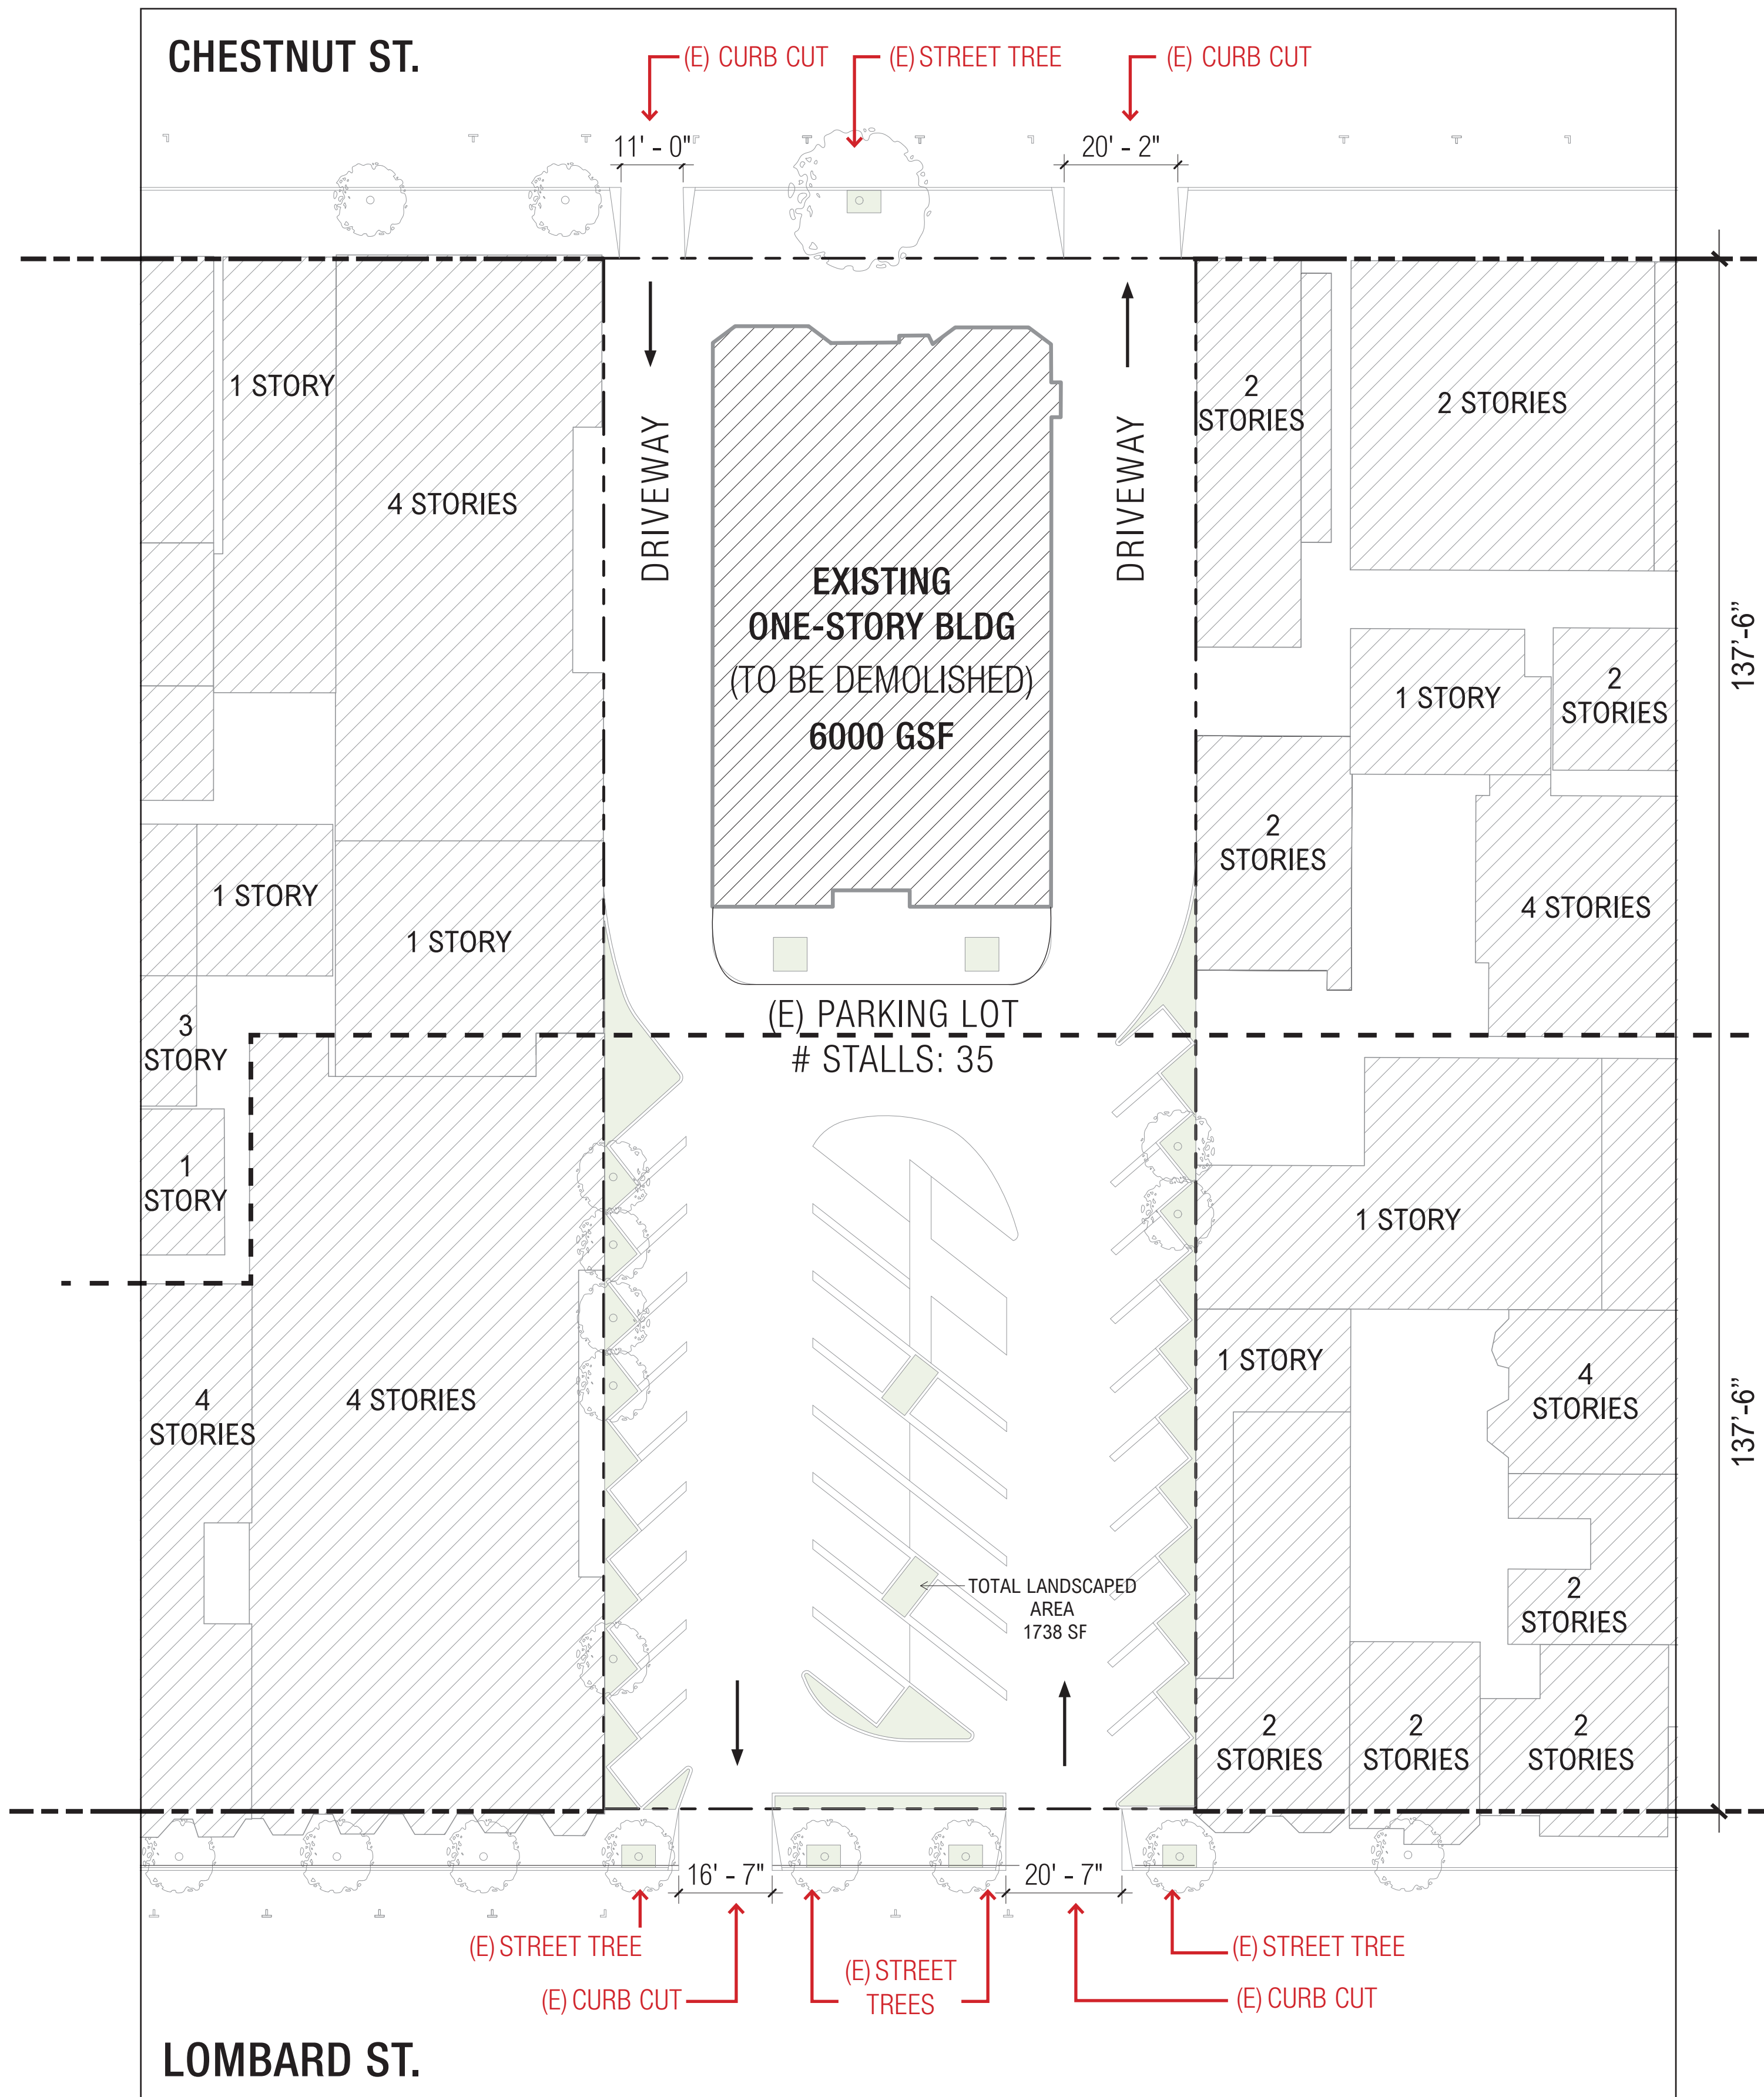 CHESTNUT ST.
(E) CURB CUT
(E) STREET TREE
(E) CURB CUT
11' - 0"
20' - 2"
1 STORY
4 STORIES
DRIVEWAY
DRIVEWAY
2
STORIES
2 STORIES
EXISTING
ONE-STORY BLDG
(TO BE DEMOLISHED)
6000 GSF
137'-6"
1 STORY
2
STORIES
2
STORIES
1 STORY
1 STORY
4 STORIES
(E) PARKING LOT
# STALLS: 35
3
STORY
1
STORY
1 STORY
4
STORIES
4 STORIES
1 STORY
4
STORIES
137'-6"
TOTAL LANDSCAPED
AREA
1738 SF
2
STORIES
2
STORIES
2
STORIES
2
STORIES
16' - 7"
20' - 7"
(E) STREET TREE
(E) CURB CUT
(E) STREET
TREES
(E) STREET TREE
(E) CURB CUT
LOMBARD ST.